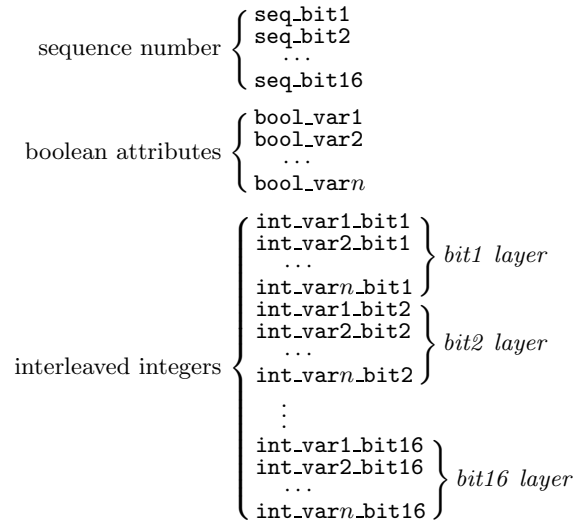 seq_bit1
seq_bit2
sequence number
...
seq_bit16
bool_var1
bool_var2
boolean attributes
...
bool_varn
int_var1_bit1
int_var2_bit1
bit1 layer
...
int_varn_bit1
int_var1_bit2
int_var2_bit2
bit2 layer
...
int_varn_bit2
interleaved integers
⋮
int_var1_bit16
int_var2_bit16
bit16 layer
...
int_varn_bit16